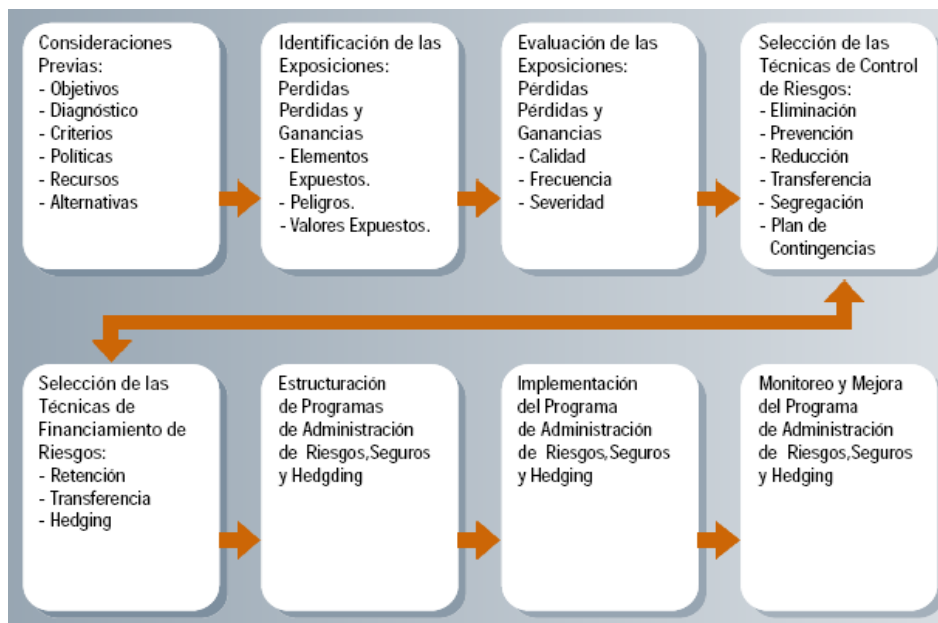 Consideraciones
Previas:
- Objetivos
- Diagnóstico
- Criterios
- Políticas
- Recursos
- Alternativas
Identificación de las
Exposiciones:
Perdidas
Perdidas y
Ganancias
- Elementos
Expuestos.
- Peligros.
- Valores Expuestos.
Evaluación de las
Exposiciones:
Pérdidas
Pérdidas y
Ganancias
- Calidad
- Frecuencia
- Severidad
Selección de las
Técnicas de Control
de Riesgos:
- Eliminación
- Prevención
- Reducción
- Transferencia
- Segregación
- Plan de
Contingencias
Selección de las
Técnicas de
Financiamiento de
Riesgos:
- Retención
- Transferencia
- Hedging
Estructuración
de Programas
de Administración
de Riesgos,Seguros
y Hedgding
Implementación
del Programa
de Administración
de Riesgos,Seguros
y Hedging
Monitoreo y Mejora
del Programa
de Administración
de Riesgos,Seguros
y Hedging